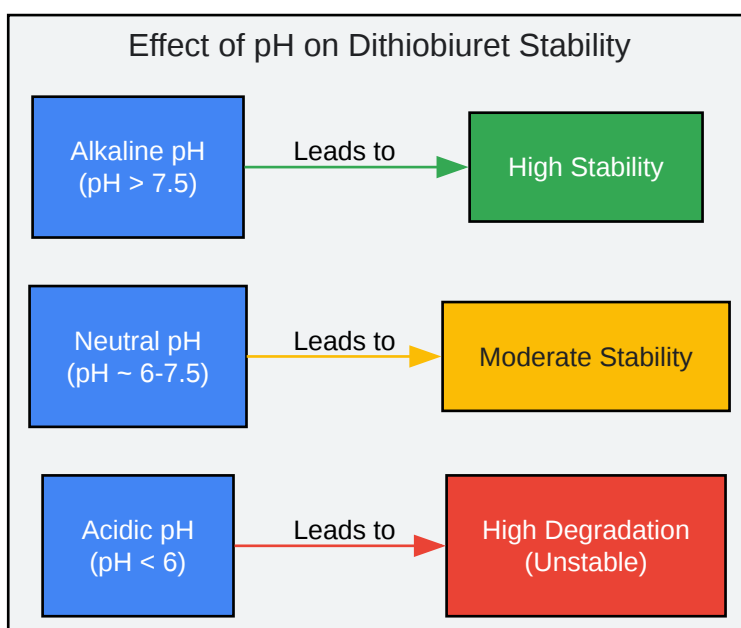 Effect of pH on Dithiobiuret Stability
Alkaline pH
(pH > 7.5)
Leads to
High Stability
Neutral pH
(pH ~ 6-7.5)
Leads to
Moderate Stability
Acidic pH
(pH < 6)
Leads to
High Degradation
(Unstable)